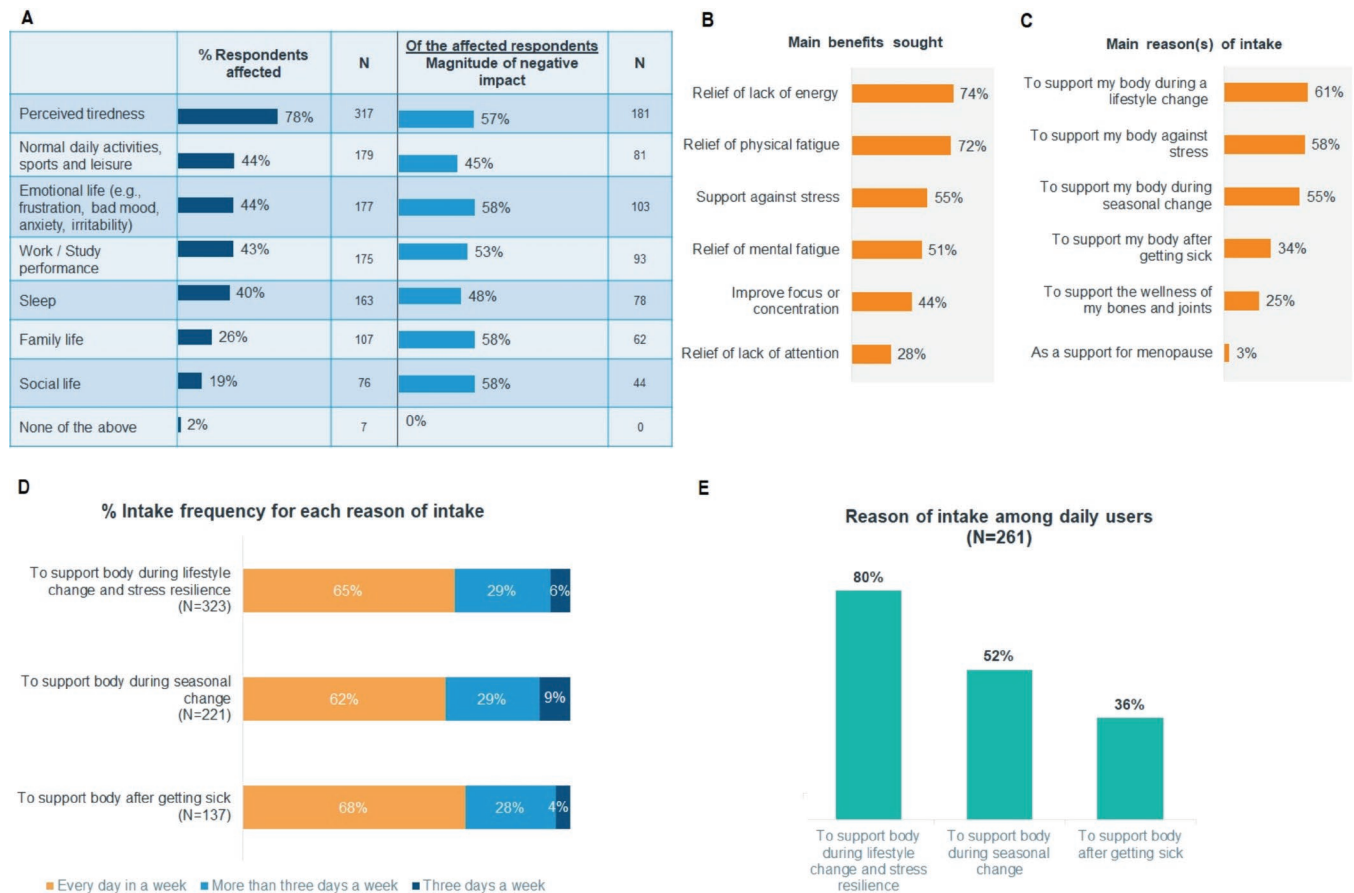 A
% Respondents
affected
N
Of the affected respondents
Magnitude of negative
impact
N
Perceived tiredness
78%
317
57%
181
Normal daily activities,
sports and leisure
44%
179
45%
81
Emotional life (e.g.,
frustration, bad mood,
anxiety, irritability)
44%
177
58%
103
Work / Study
performance
43%
175
53%
93
Sleep
40%
163
48%
78
Family life
26%
107
58%
62
Social life
19%
76
58%
44
None of the above
2%
7
0%
0
B
Main benefits sought
Relief of lack of energy
74%
Relief of physical fatigue
72%
Support against stress
55%
Relief of mental fatigue
51%
Improve focus or
concentration
44%
Relief of lack of attention
28%
C
Main reason(s) of intake
To support my body during a
lifestyle change
61%
To support my body against
stress
58%
To support my body during
seasonal change
55%
To support my body after
getting sick
34%
To support the wellness of
my bones and joints
25%
As a support for menopause
3%
D
% Intake frequency for each reason of intake
To support body during lifestyle
change and stress resilience
(N=323)
65%
29%
6%
To support body during seasonal
change
(N=221)
62%
29%
9%
To support body after getting sick
(N=137)
68%
28%
4%
Every day in a week
More than three days a week
Three days a week
E
Reason of intake among daily users
(N=261)
80%
52%
36%
To support body
during lifestyle
change and stress
resilience
To support body
during seasonal
change
To support body
after getting sick